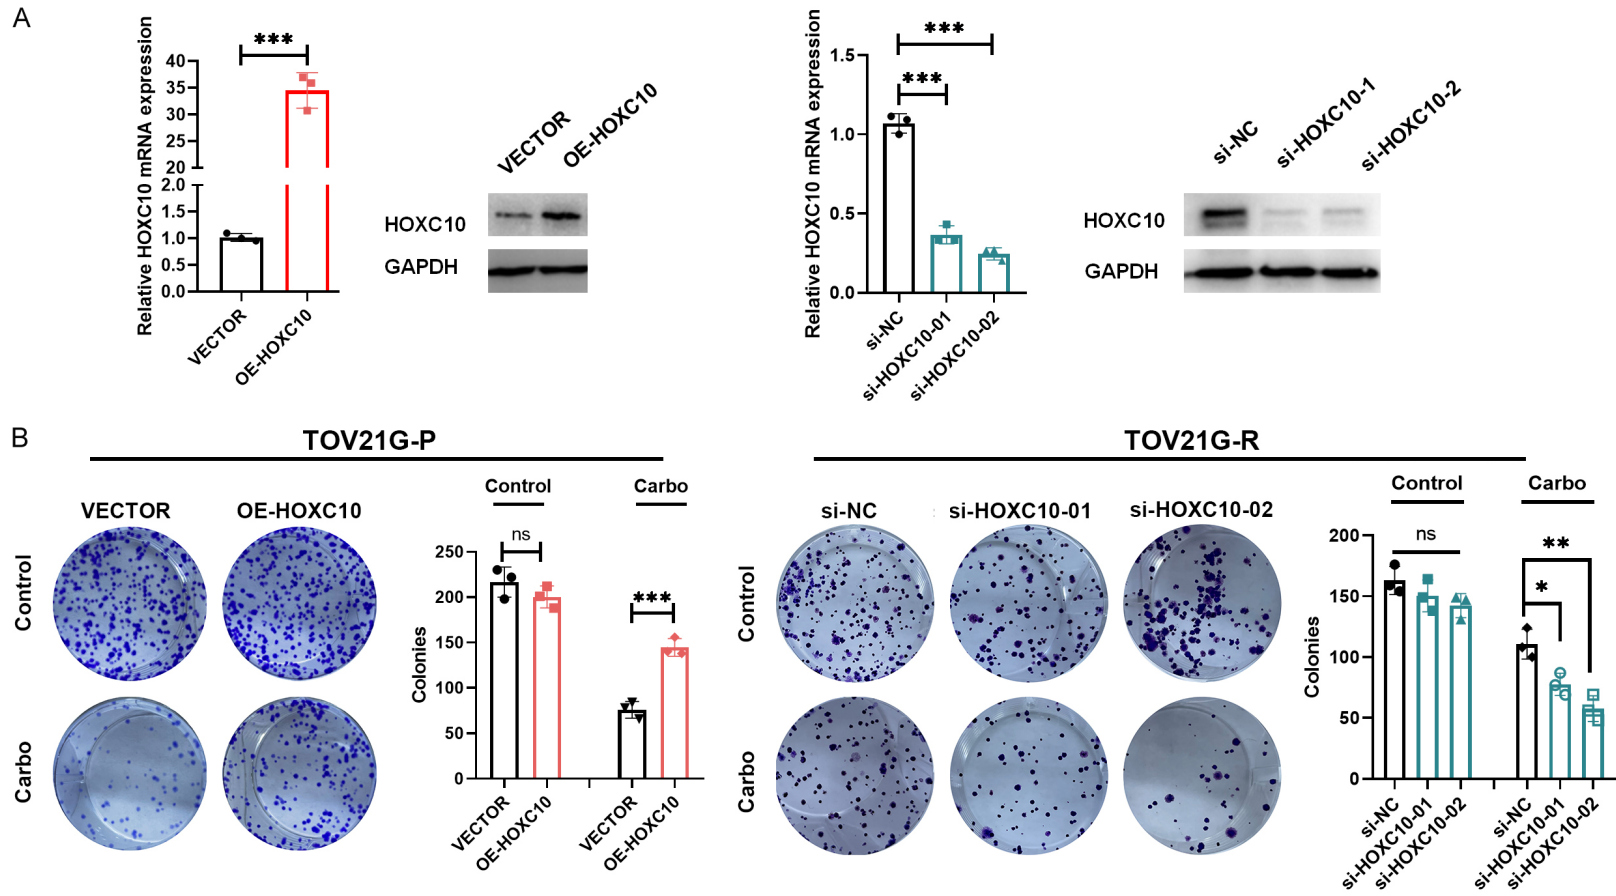 A
Relative HOXC10 mRNA expression
40
35
30
25
20
2.0
1.5
1.0
0.5
0.0
***
VECTOR
OE-HOXC10
VECTOR
OE-HOXC10
HOXC10
GAPDH
Relative HOXC10 mRNA expression
1.5
1.0
0.5
0.0
***
***
si-NC
si-HOXC10-01
si-HOXC10-02
si-NC
si-HOXC10-1
si-HOXC10-2
HOXC10
GAPDH
B
TOV21G-P
VECTOR
OE-HOXC10
Control
Carbo
Control
Carbo
Colonies
250
200
150
100
50
0
ns
***
VECTOR
OE-HOXC10
VECTOR
OE-HOXC10
TOV21G-R
si-NC
si-HOXC10-01
si-HOXC10-02
Control
Carbo
Control
Carbo
Colonies
200
150
100
50
0
ns
*
**
si-NC
si-HOXC10-01
si-HOXC10-02
si-NC
si-HOXC10-01
si-HOXC10-02